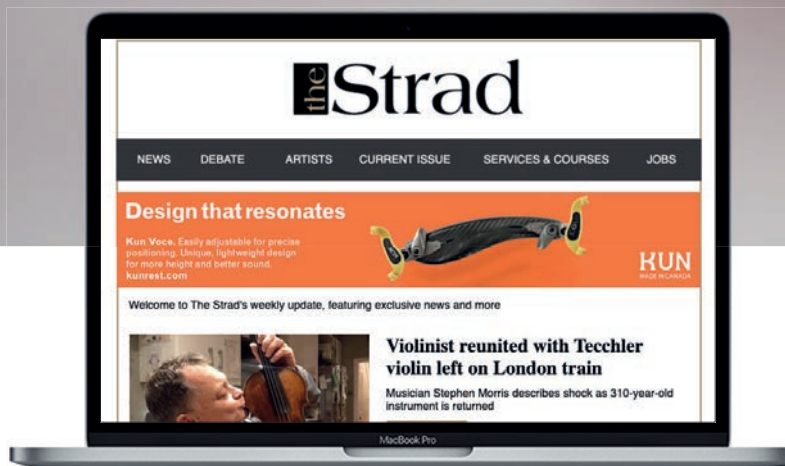 the Strad
NEWS DEBATE ARTISTS CURRENT ISSUE SERVICES & COURSES JOBS
Design that resonates
Kun Voce. Easily adjustable for precise
positioning. Unique, lightweight design
for more height and better sound.
kunrest.com
KUN
MADE IN CANADA
Welcome to The Strad's weekly update, featuring exclusive news and more
Violinist reunited with Tecchler
violin left on London train
Musician Stephen Morris describes shock as 310-year-old
instrument is returned
MacBook Pro